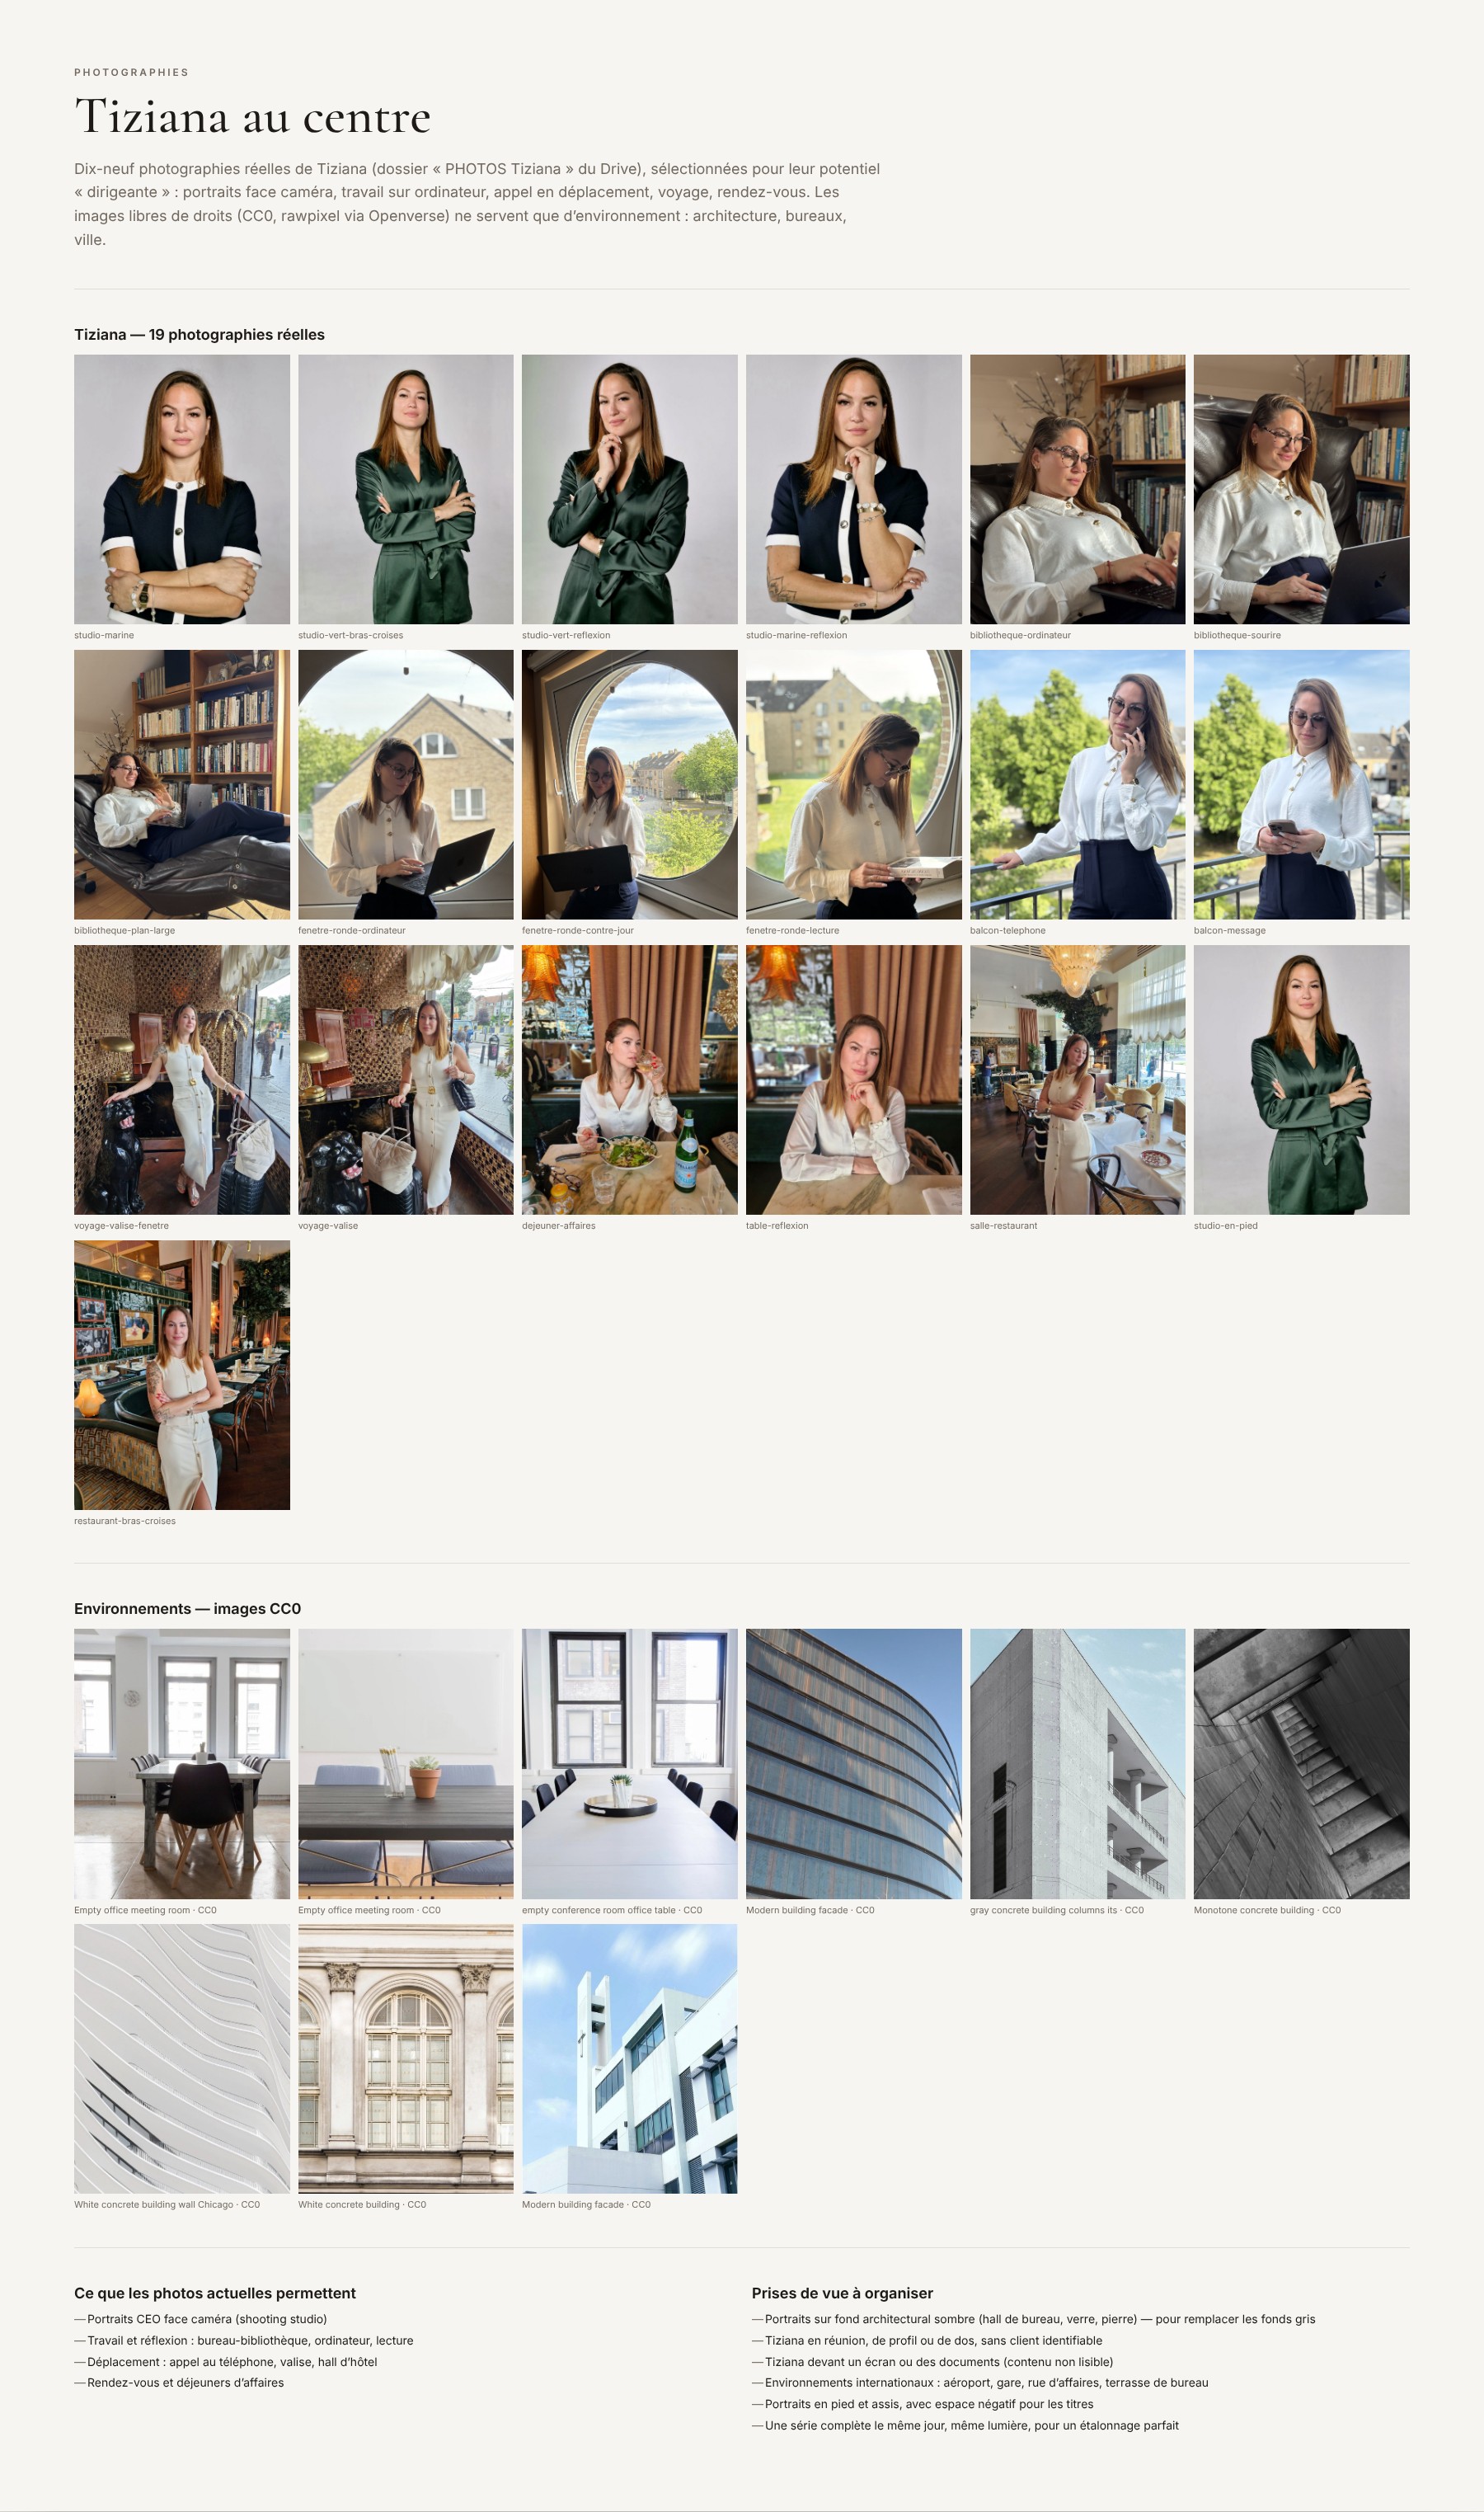 PHOTOGRAPHIES
Tiziana au centre
Dix-neuf photographies réelles de Tiziana (dossier « PHOTOS Tiziana » du Drive), sélectionnées pour leur potentiel
« dirigeante » : portraits face caméra, travail sur ordinateur, appel en déplacement, voyage, rendez-vous. Les
images libres de droits (CC0, rawpixel via Openverse) ne servent que d’environnement : architecture, bureaux,
ville.
Tiziana — 19 photographies réelles
studio-marine
studio-vert-bras-croises
studio-vert-reflexion
studio-marine-reflexion
bibliotheque-ordinateur
bibliotheque-sourire
bibliotheque-plan-large
fenetre-ronde-ordinateur
fenetre-ronde-contre-jour
fenetre-ronde-lecture
balcon-telephone
balcon-message
voyage-valise-fenetre
voyage-valise
dejeuner-affaires
table-reflexion
salle-restaurant
studio-en-pied
restaurant-bras-croises
Environnements — images CC0
Empty office meeting room · CC0
Empty office meeting room · CC0
empty conference room office table · CC0
Modern building facade · CC0
gray concrete building columns its · CC0
Monotone concrete building · CC0
White concrete building wall Chicago · CC0
White concrete building · CC0
Modern building facade · CC0
Ce que les photos actuelles permettent
— Portraits CEO face caméra (shooting studio)
— Travail et réflexion : bureau-bibliothèque, ordinateur, lecture
— Déplacement : appel au téléphone, valise, hall d’hôtel
— Rendez-vous et déjeuners d’affaires
Prises de vue à organiser
— Portraits sur fond architectural sombre (hall de bureau, verre, pierre) — pour remplacer les fonds gris
— Tiziana en réunion, de profil ou de dos, sans client identifiable
— Tiziana devant un écran ou des documents (contenu non lisible)
— Environnements internationaux : aéroport, gare, rue d’affaires, terrasse de bureau
— Portraits en pied et assis, avec espace négatif pour les titres
— Une série complète le même jour, même lumière, pour un étalonnage parfait